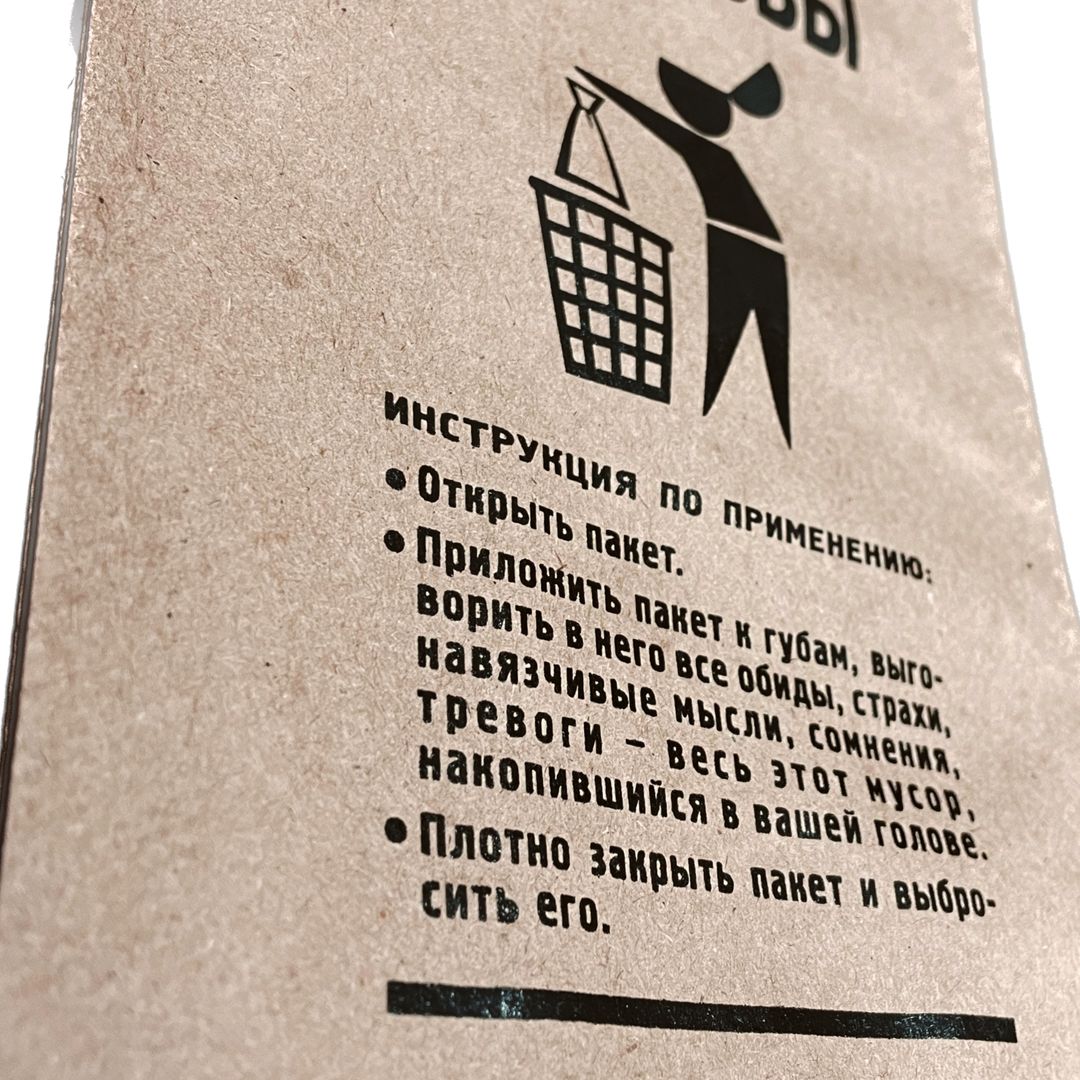 ИНСТРУКЦИЯ ПО ПРИМЕНЕНИЮ:
• Открыть пакет.
• Приложить пакет к губам, выго-
ворить в него все обиды, страхи,
навязчивые мысли, сомнения,
тревоги – весь этот мусор,
накопившийся в вашей голове.
• Плотно закрыть пакет и выбро-
сить его.